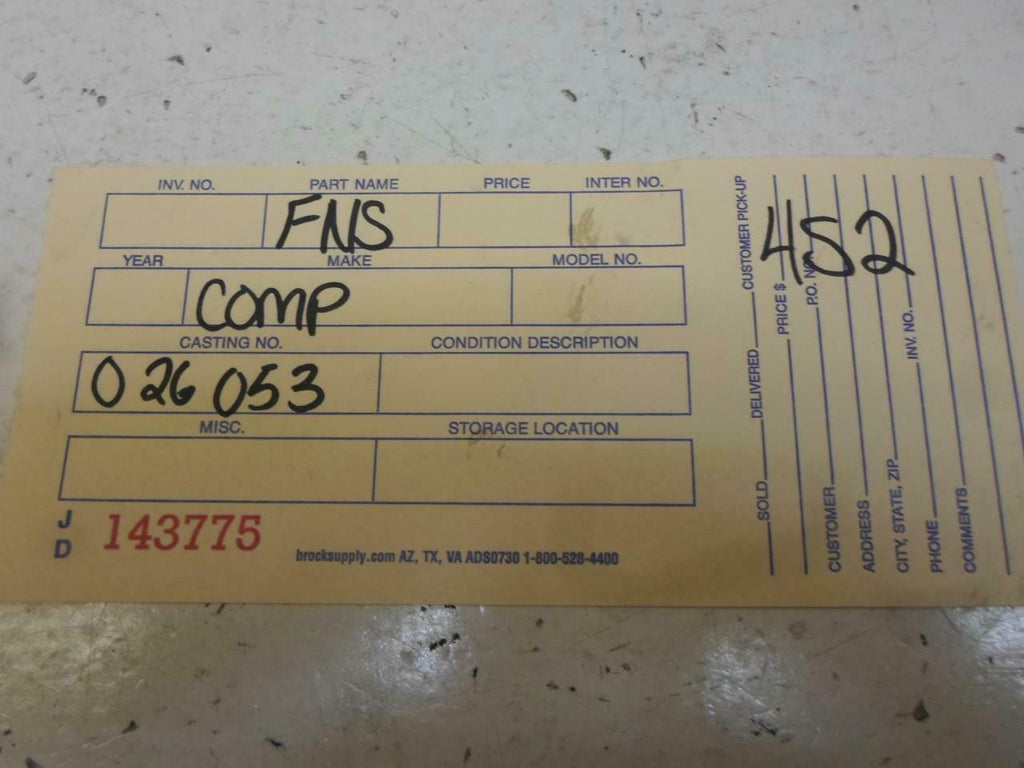 INV. NO. PART NAME PRICE INTER NO.
FNS
YEAR MAKE MODEL NO.
COMP
CASTING NO. CONDITION DESCRIPTION
026 053
MISC. STORAGE LOCATION
J D 143775
brocksupply.com AZ, TX, VA ADS0730 1-800-528-4400
452
SOLD DELIVERED CUSTOMER PICK-UP
PRICE $
P.O. NO.
CUSTOMER
ADDRESS
CITY, STATE, ZIP INV. NO.
PHONE
COMMENTS